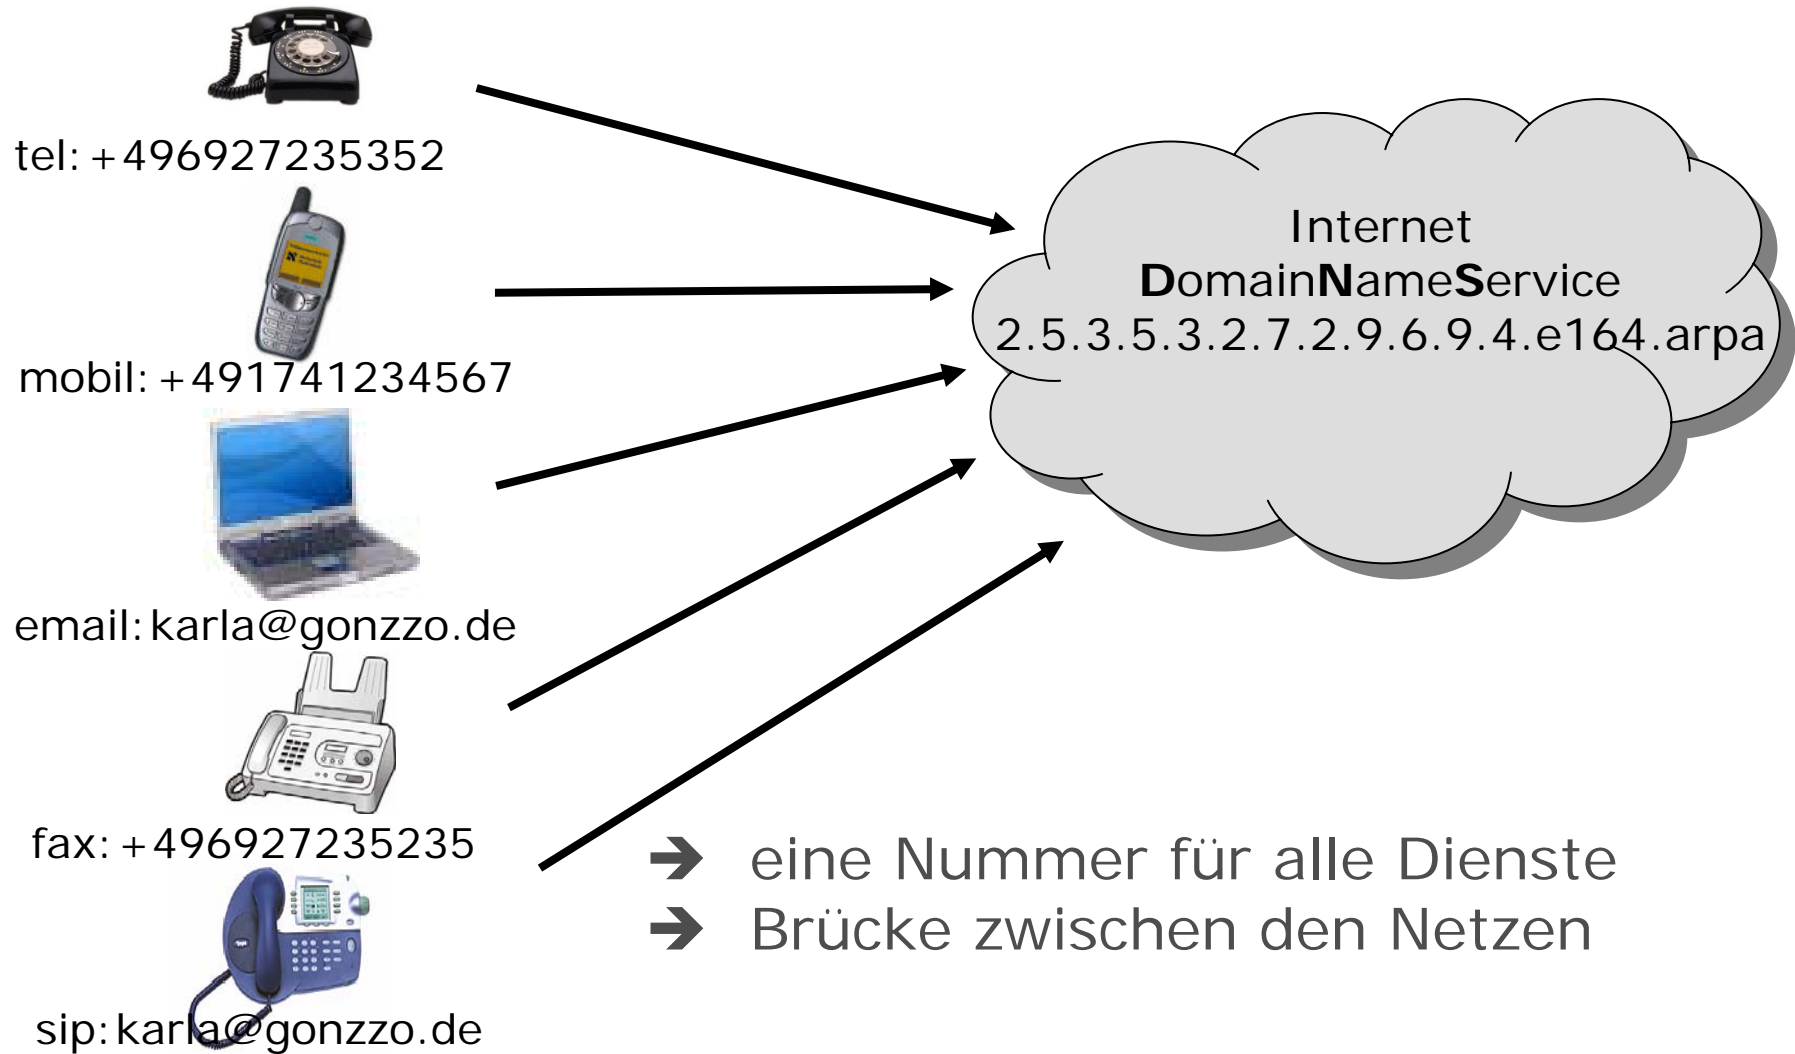 tel:+496927235352
mobil:+491741234567
email:karla@gonzzo.de
fax:+496927235235
sip:karla@gonzzo.de
Internet
DomainNameService
2.5.3.5.3.2.7.2.9.6.9.4.e164.arpa
➔ eine Nummer für alle Dienste
➔ Brücke zwischen den Netzen